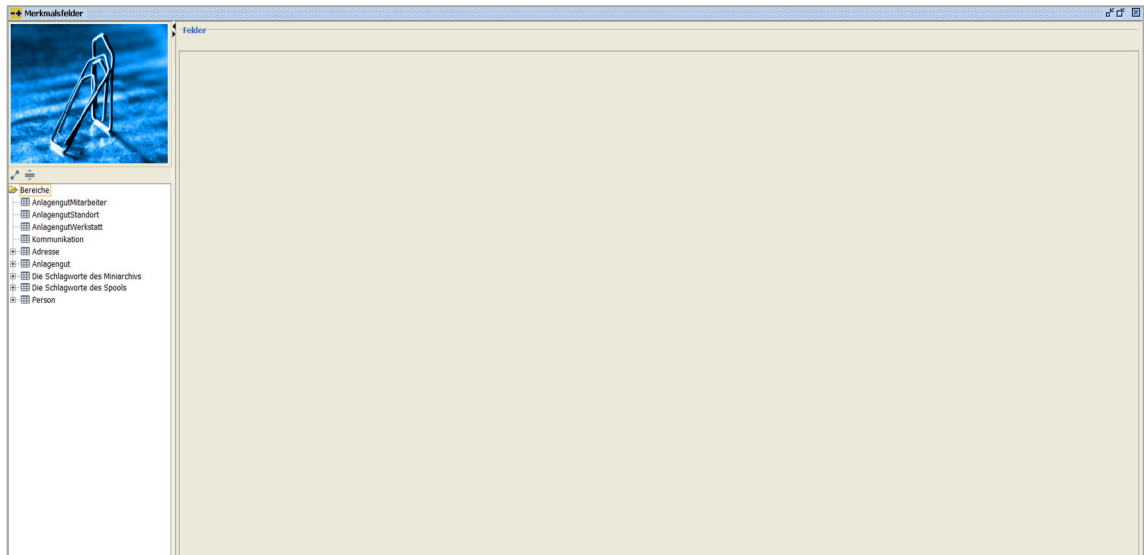 Merkmalsfelder
Felder
Bereiche
AnlagengutMitarbeiter
AnlagengutStandort
AnlagengutWerkstatt
Kommunikation
Adresse
Anlagengut
Die Schlagworte des Miniarchivs
Die Schlagworte des Spools
Person